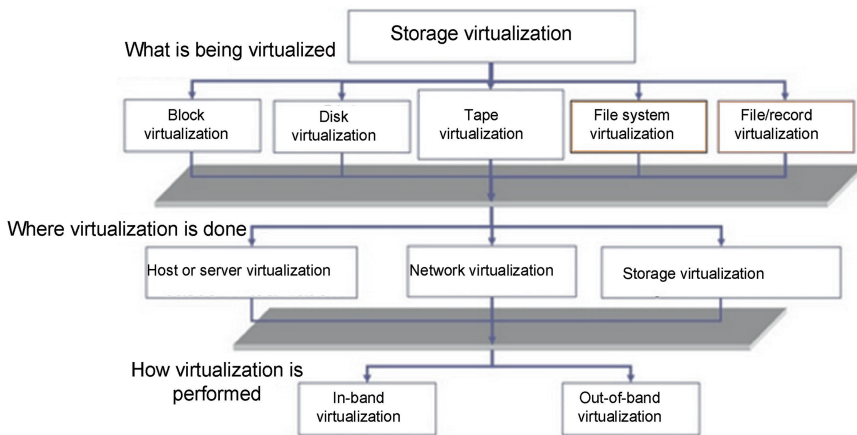 Storage virtualization
What is being virtualized
Block
virtualization
Disk
virtualization
Tape
virtualization
File system
virtualization
File/record
virtualization
Where virtualization is done
Host or server virtualization
Network virtualization
Storage virtualization
How virtualization is
performed
In-band
virtualization
Out-of-band
virtualization